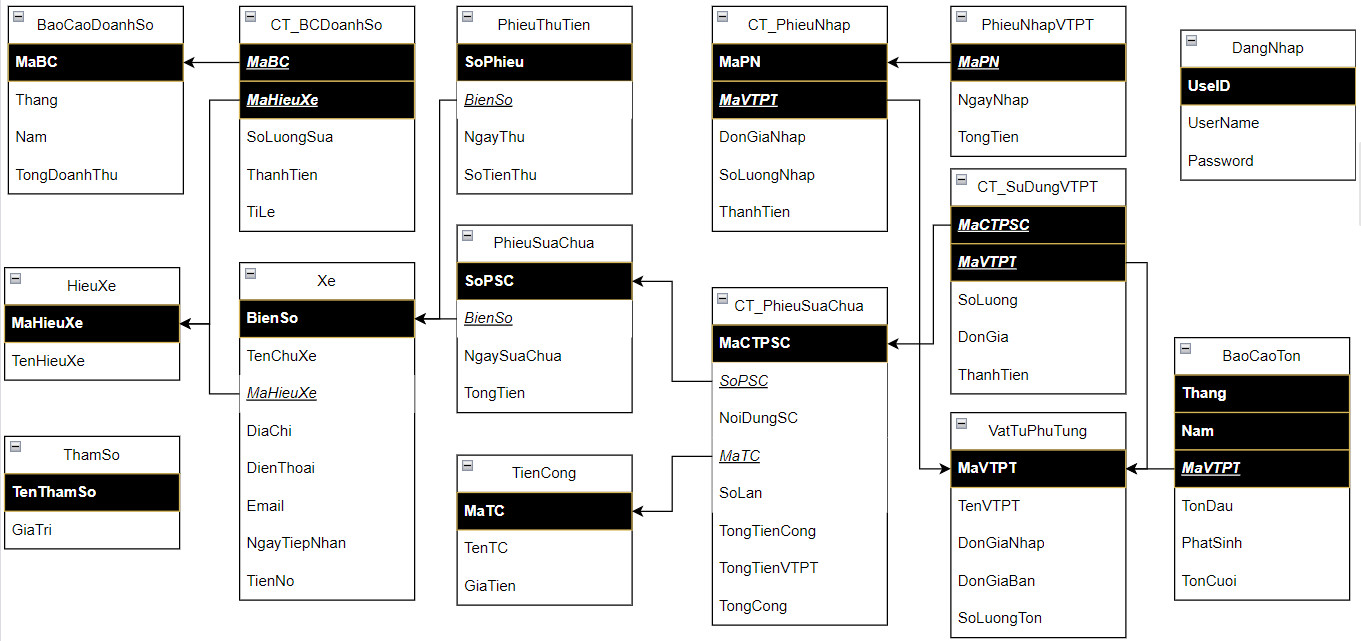 BaoCaoDoanhSo
MaBC
Thang
Nam
TongDoanhThu
CT_BCDoanhSo
MaBC
MaHieuXe
SoLuongSua
ThanhTien
TiLe
PhieuThuTien
SoPhieu
BienSo
NgayThu
SoTienThu
CT_PhieuNhap
MaPN
MaVTPT
DonGiaNhap
SoLuongNhap
ThanhTien
PhieuNhapVTPT
MaPN
NgayNhap
TongTien
DangNhap
UseID
UserName
Password
HieuXe
MaHieuXe
TenHieuXe
Xe
BienSo
TenChuXe
MaHieuXe
DiaChi
DienThoai
Email
NgayTiepNhan
TienNo
PhieuSuaChua
SoPSC
BienSo
NgaySuaChua
TongTien
CT_PhieuSuaChua
MaCTPSC
SoPSC
NoiDungSC
MaTC
SoLan
TongTienCong
TongTienVTPT
TongCong
CT_SuDungVTPT
MaCTPSC
MaVTPT
SoLuong
DonGia
ThanhTien
BaoCaoTon
Thang
Nam
MaVTPT
TonDau
PhatSinh
TonCuoi
ThamSo
TenThamSo
GiaTri
TienCong
MaTC
TenTC
GiaTien
VatTuPhuTung
MaVTPT
TenVTPT
DonGiaNhap
DonGiaBan
SoLuongTon